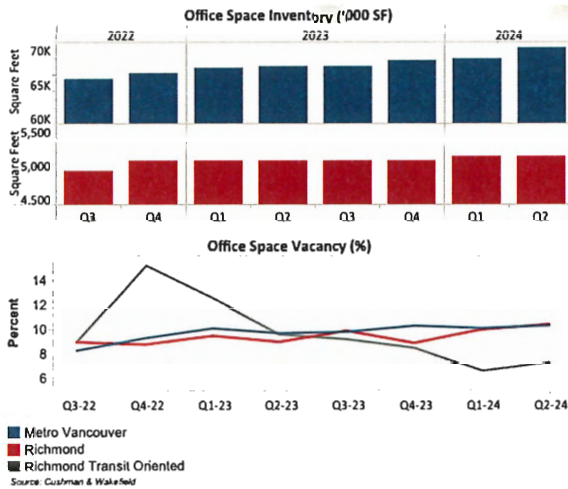 Office Space Inventory ('000 SF)
2022 2023 2024
Square Feet
70K
65K
60K
Square Feet
5,500
5,000
4.500
Q3 Q4 Q1 Q2 Q3 Q4 Q1 Q2
Office Space Vacancy (%)
Percent
14
12
10
8
6
Q3-22 Q4-22 Q1-23 Q2-23 Q3-23 Q4-23 Q1-24 Q2-24
Metro Vancouver
Richmond
Richmond Transit Oriented
Source: Cushman & Wakefield